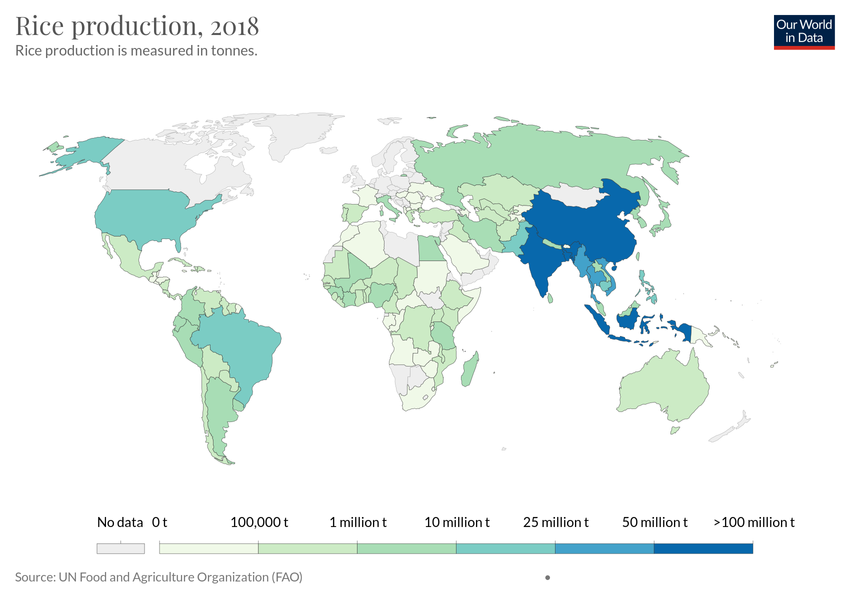 Rice production, 2018
Rice production is measured in tonnes.
Our World
in Data
No data 0 t 100,000 t 1 million t 10 million t 25 million t 50 million t >100 million t
Source: UN Food and Agriculture Organization (FAO)